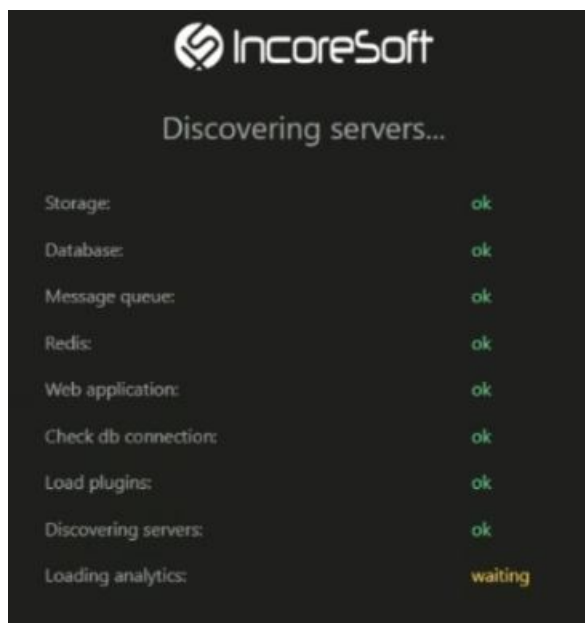 IncoreSoft
Discovering servers...
Storage: ok
Database: ok
Message queue: ok
Redis: ok
Web application: ok
Check db connection: ok
Load plugins: ok
Discovering servers: ok
Loading analytics: waiting